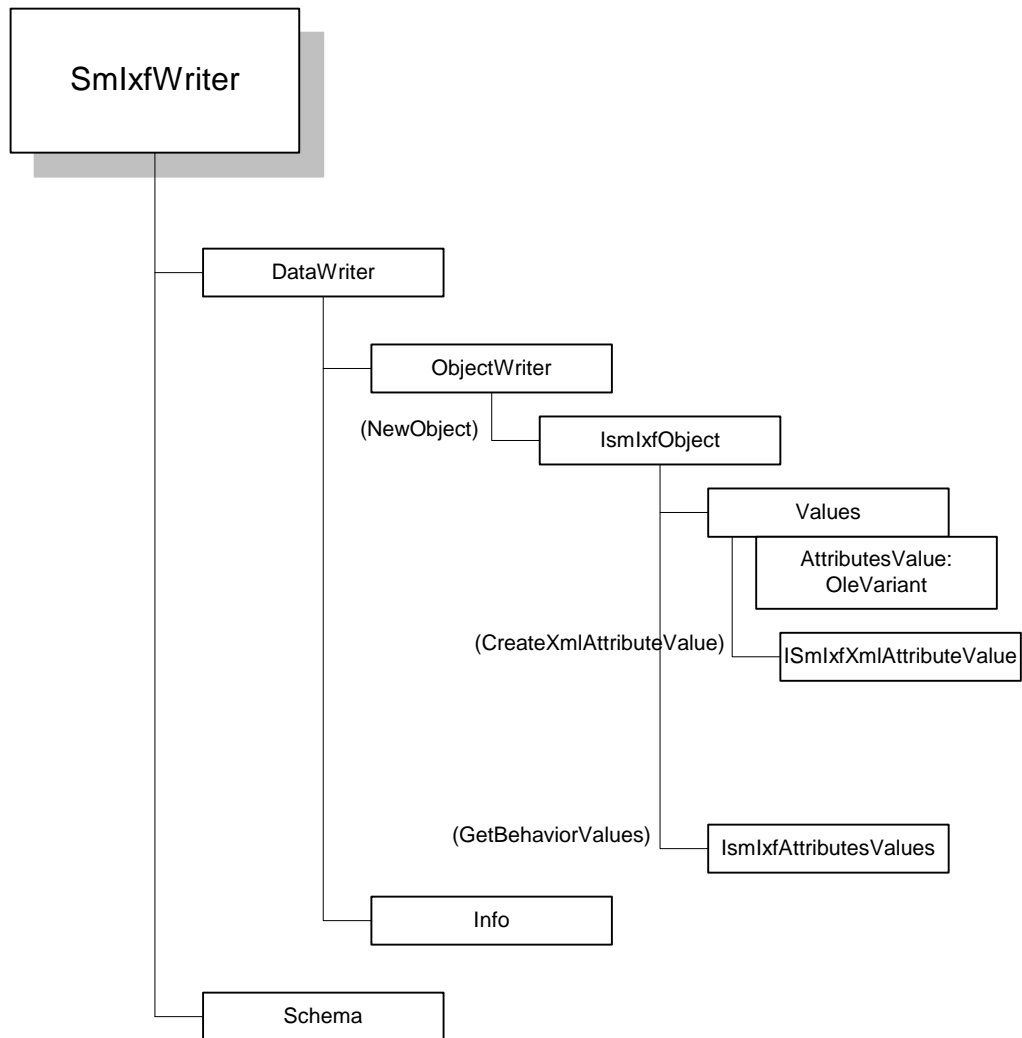 SmIxfWriter
DataWriter
ObjectWriter
(NewObject)
IsmIxfObject
Values
AttributesValue:
OleVariant
(CreateXmlAttributeValue)
ISmIxfXmlAttributeValue
(GetBehaviorValues)
IsmIxfAttributesValues
Info
Schema